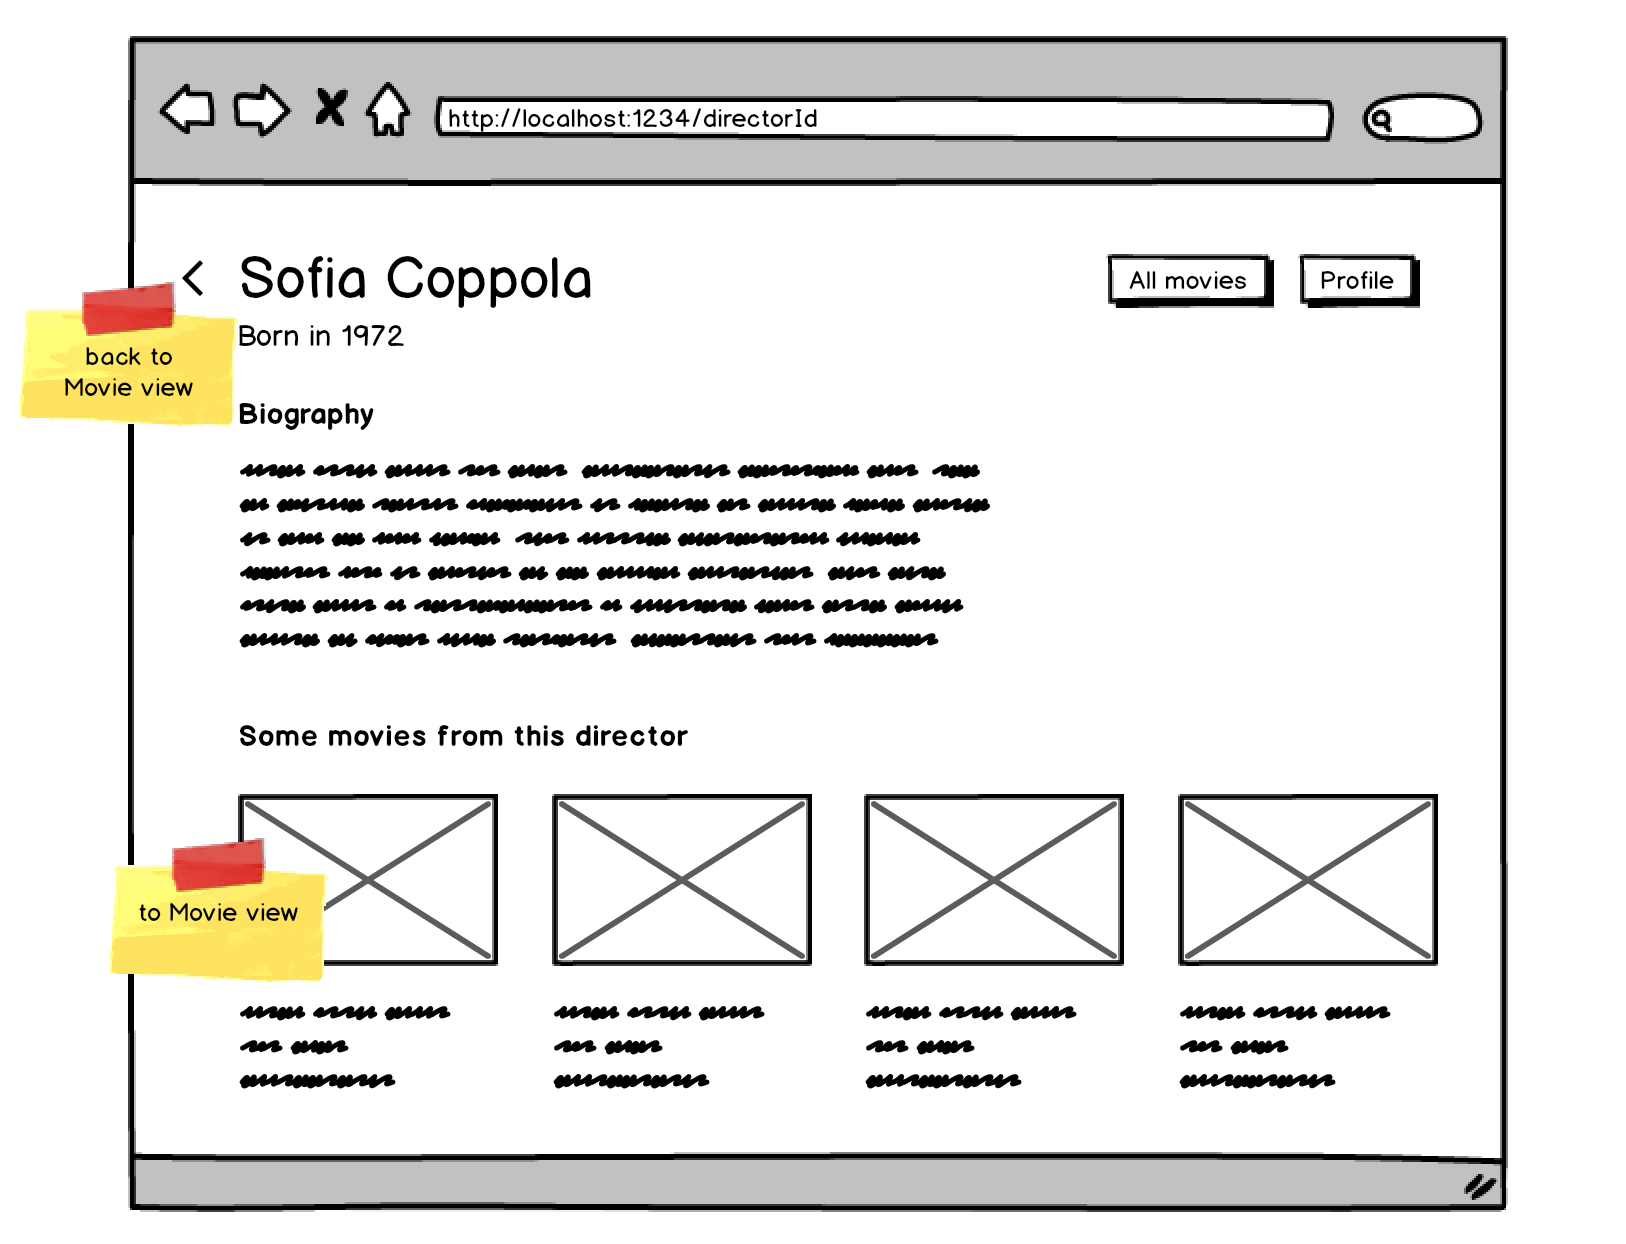 http://localhost:1234/directorId
Sofia Coppola
All movies
Profile
Born in 1972
back to
Movie view
Biography
Some movies from this director
to Movie view